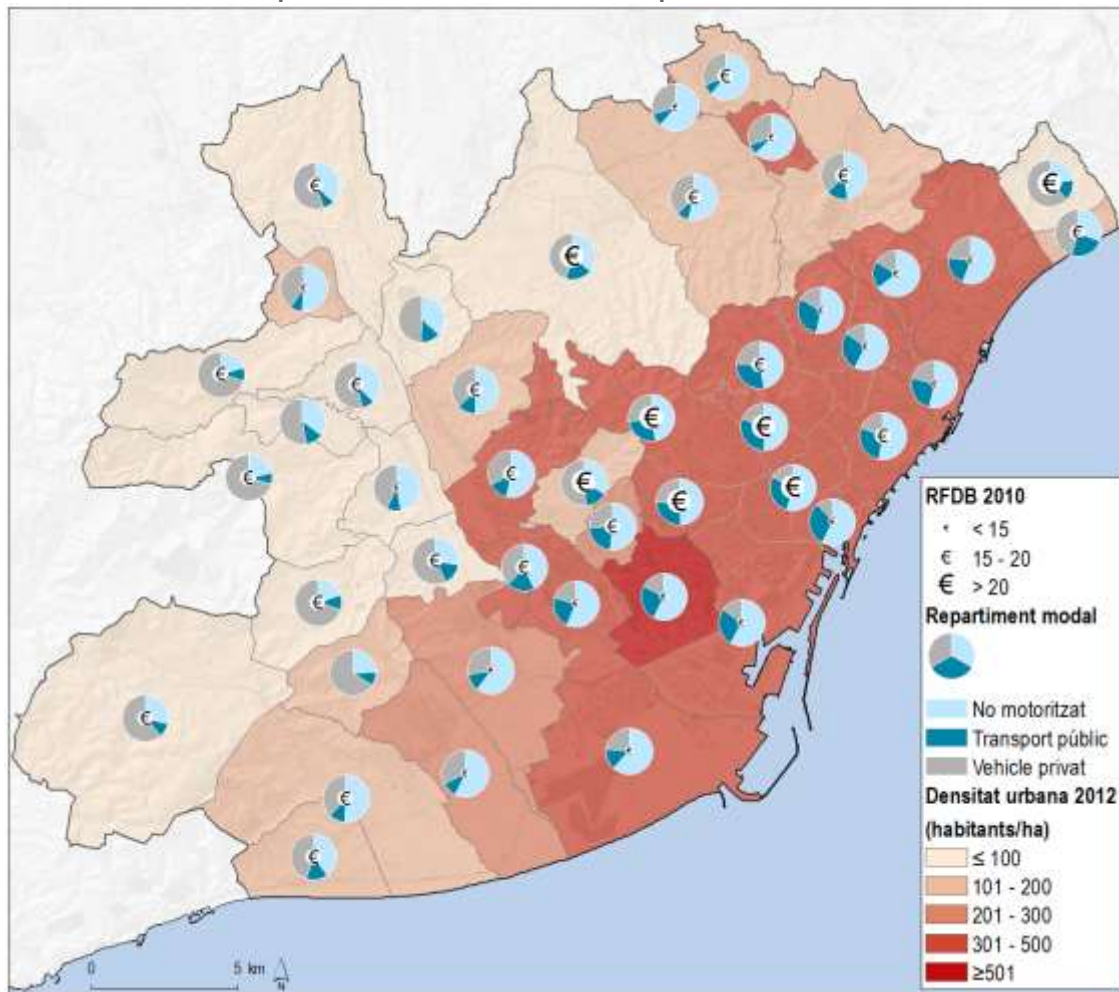 RFDB 2010
€ < 15
€ 15 - 20
€ > 20
Repartiment modal
No motoritzat
Transport públic
Vehicle privat
Densitat urbana 2012
(habitants/ha)
≤ 100
101 - 200
201 - 300
301 - 500
≥501
0 5 km
N